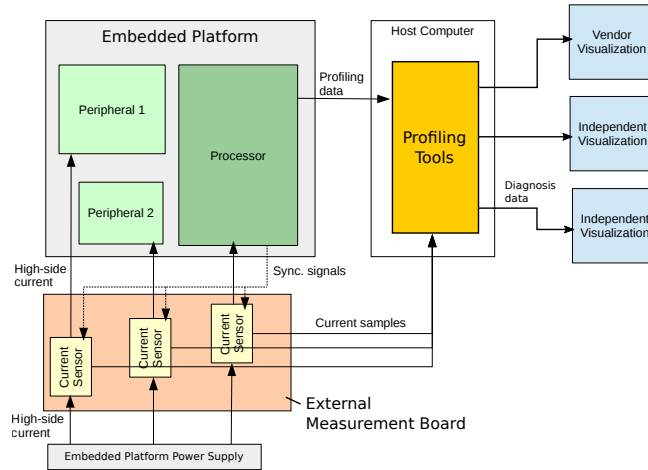 Embedded Platform
Host Computer
Vendor
Visualization
Peripheral 1
Profiling
data
Processor
Profiling
Tools
Independent
Visualization
Peripheral 2
Diagnosis
data
Independent
Visualization
High-side
current
Sync. signals
Current
Sensor
Current
Sensor
Current
Sensor
Current samples
High-side
current
External
Measurement Board
Embedded Platform Power Supply